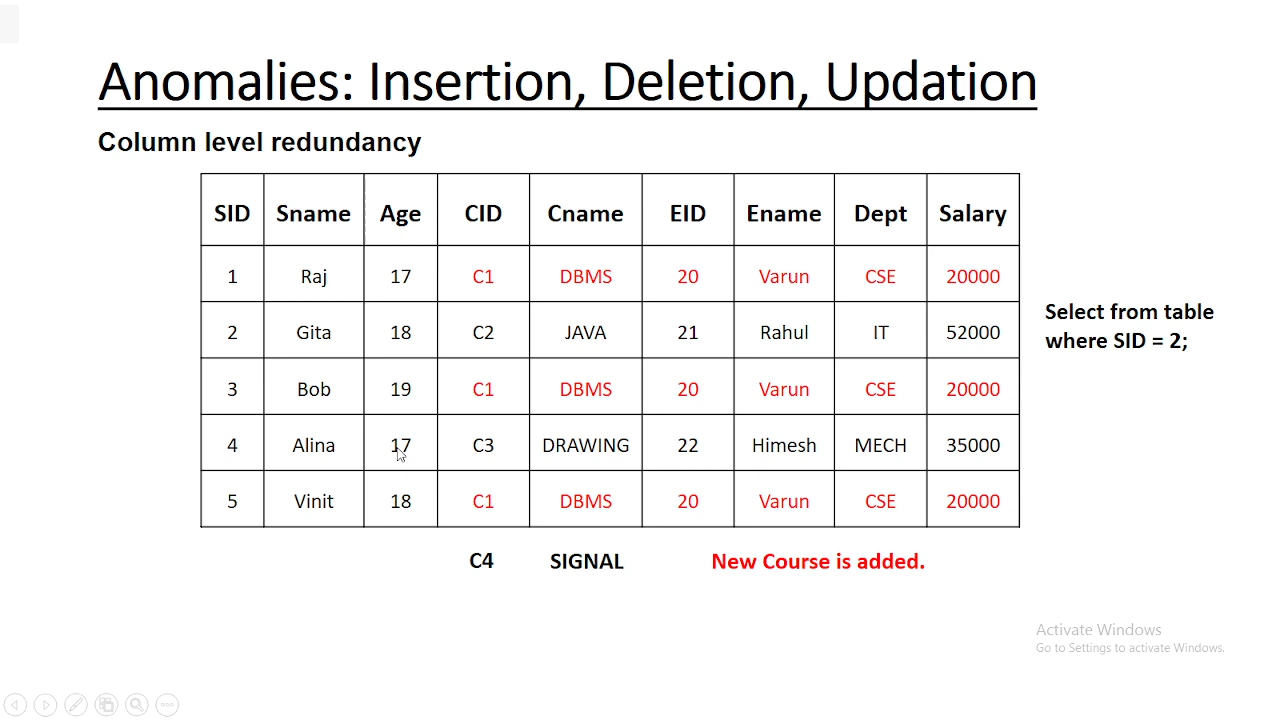 Anomalies: Insertion, Deletion, Updation
Column level redundancy
SID Sname Age CID Cname EID Ename Dept Salary
1 Raj 17 C1 DBMS 20 Varun CSE 20000
2 Gita 18 C2 JAVA 21 Rahul IT 52000
3 Bob 19 C1 DBMS 20 Varun CSE 20000
4 Alina 17 C3 DRAWING 22 Himesh MECH 35000
5 Vinit 18 C1 DBMS 20 Varun CSE 20000
Select from table
where SID = 2;
C4 SIGNAL New Course is added.
Activate Windows
Go to Settings to activate Windows.